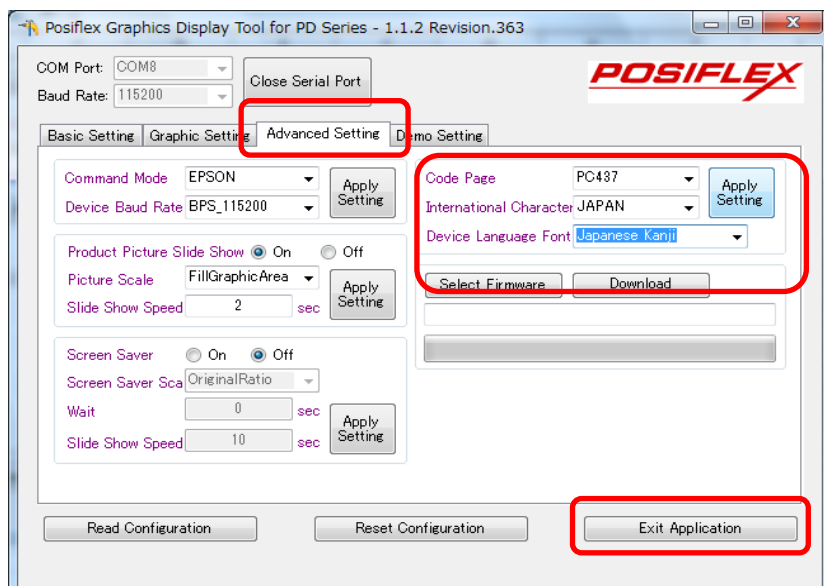 Posiflex Graphics Display Tool for PD Series - 1.1.2 Revision.363
COM Port: COM8
Baud Rate: 115200
Close Serial Port
POSIFLEX
Basic Setting Graphic Setting Advanced Setting Demo Setting
Command Mode EPSON
Device Baud Rate BPS_115200
Apply Setting
Product Picture Slide Show On Off
Picture Scale FillGraphicArea
Slide Show Speed 2 sec
Apply Setting
Screen Saver On Off
Screen Saver Sca OriginalRatio
Wait 0 sec
Slide Show Speed 10 sec
Apply Setting
Code Page PC437
International Character JAPAN
Device Language Font Japanese Kanji
Apply Setting
Select Firmware Download
Read Configuration Reset Configuration Exit Application